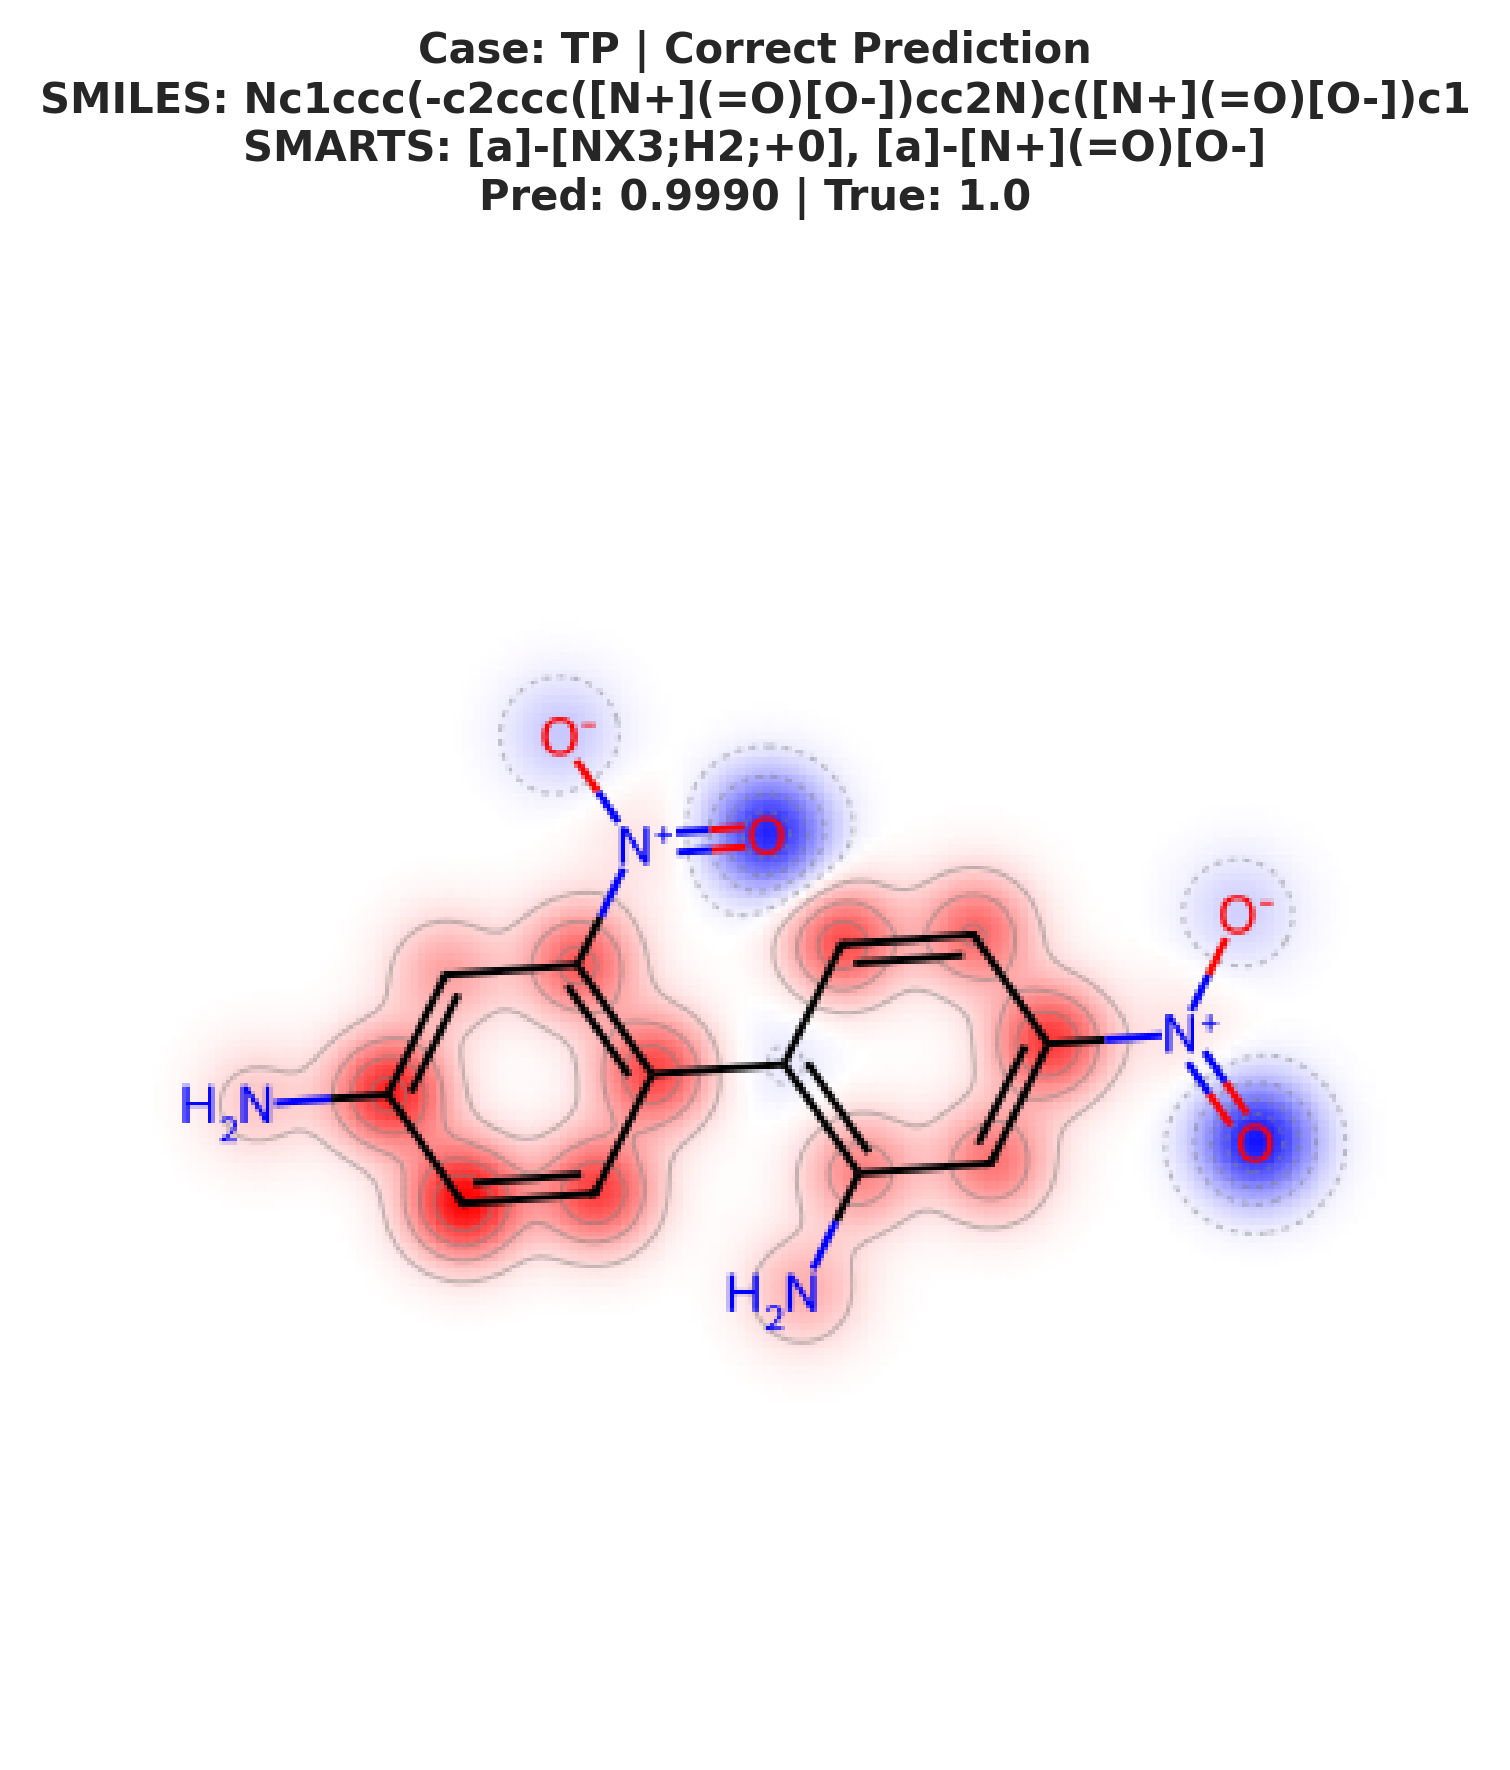 Case: TP | Correct Prediction
SMILES: Nc1ccc(-c2ccc([N+](=O)[O-])cc2N)c([N+](=O)[O-])c1
SMARTS: [a]-[NX3;H2;+0], [a]-[N+](=O)[O-]
Pred: 0.9990 | True: 1.0
O⁻
N⁺
O
O⁻
N⁺
H₂N
O
H₂N